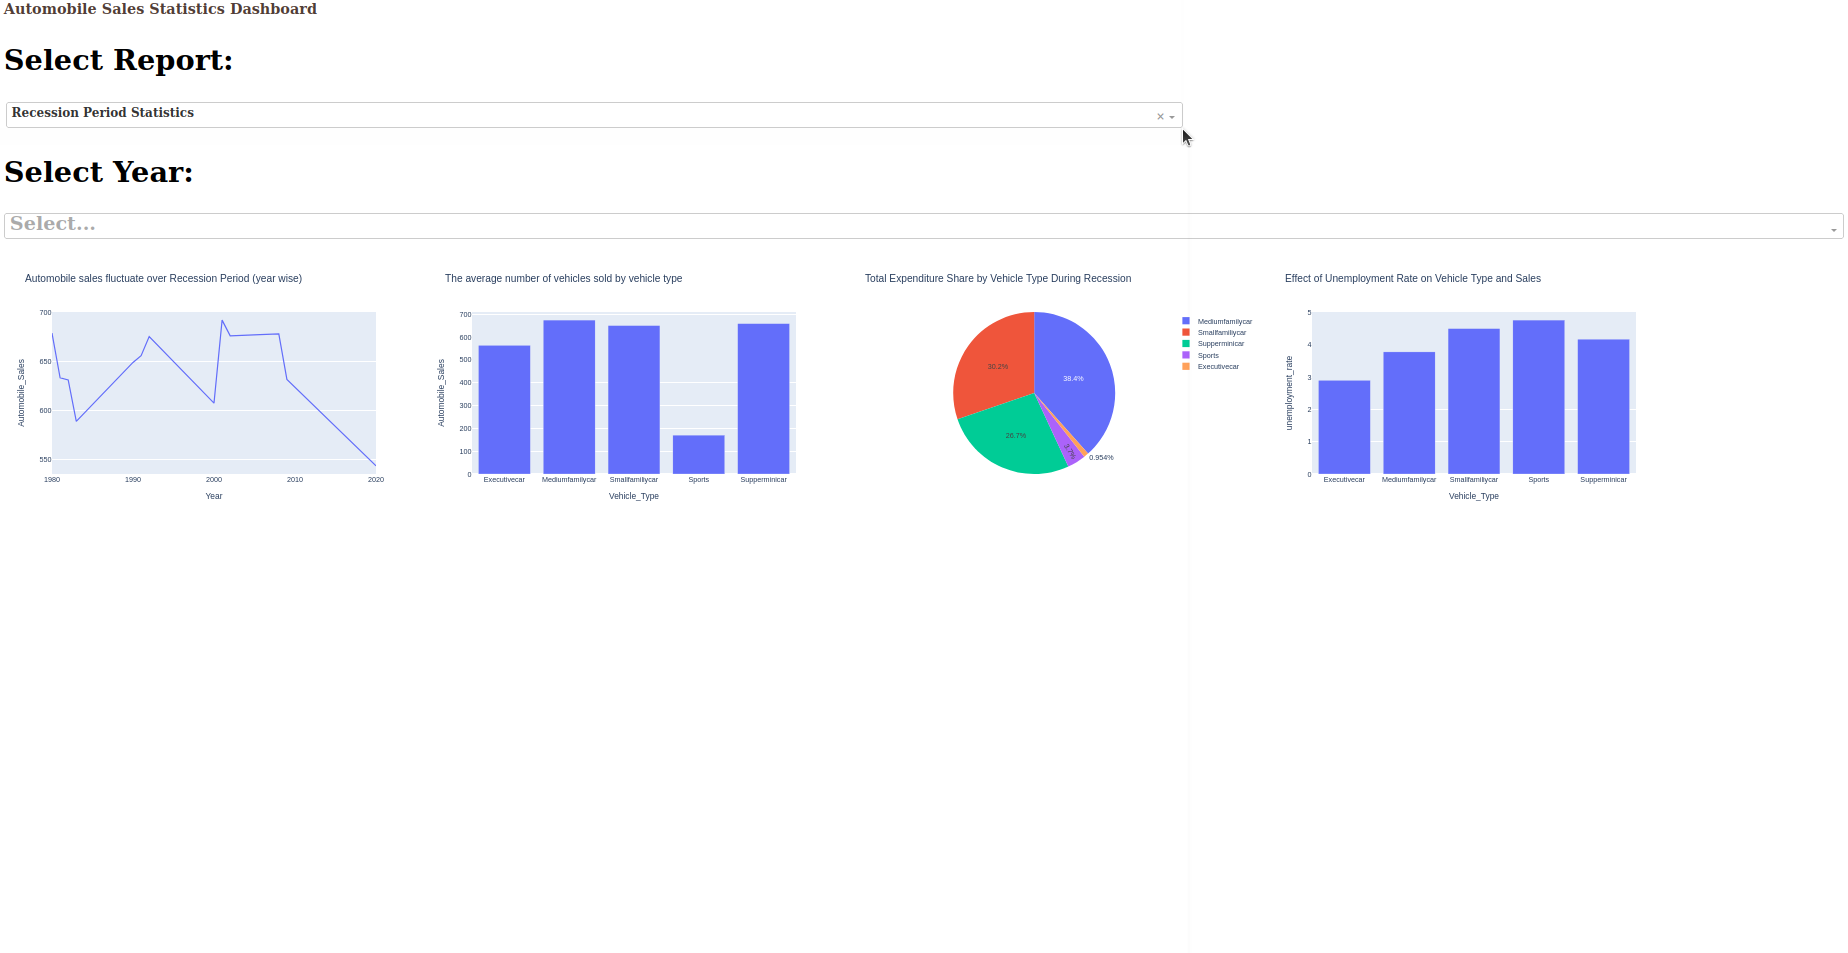 Automobile Sales Statistics Dashboard
Select Report:
Recession Period Statistics
×
Select Year:
Select...
Automobile sales fluctuate over Recession Period (year wise)
700
650
600
550
Automobile_Sales
1980 1990 2000 2010 2020
Year
The average number of vehicles sold by vehicle type
700
600
500
400
300
200
100
0
Automobile_Sales
Executivecar Mediumfamilycar Smallfamiliycar Sports Supperminicar
Vehicle_Type
Total Expenditure Share by Vehicle Type During Recession
38.4%
30.2%
26.7%
3.7%
0.954%
Mediumfamilycar
Smallfamiliycar
Supperminicar
Sports
Executivecar
Effect of Unemployment Rate on Vehicle Type and Sales
5
4
3
2
1
0
unemployment_rate
Executivecar Mediumfamilycar Smallfamiliycar Sports Supperminicar
Vehicle_Type